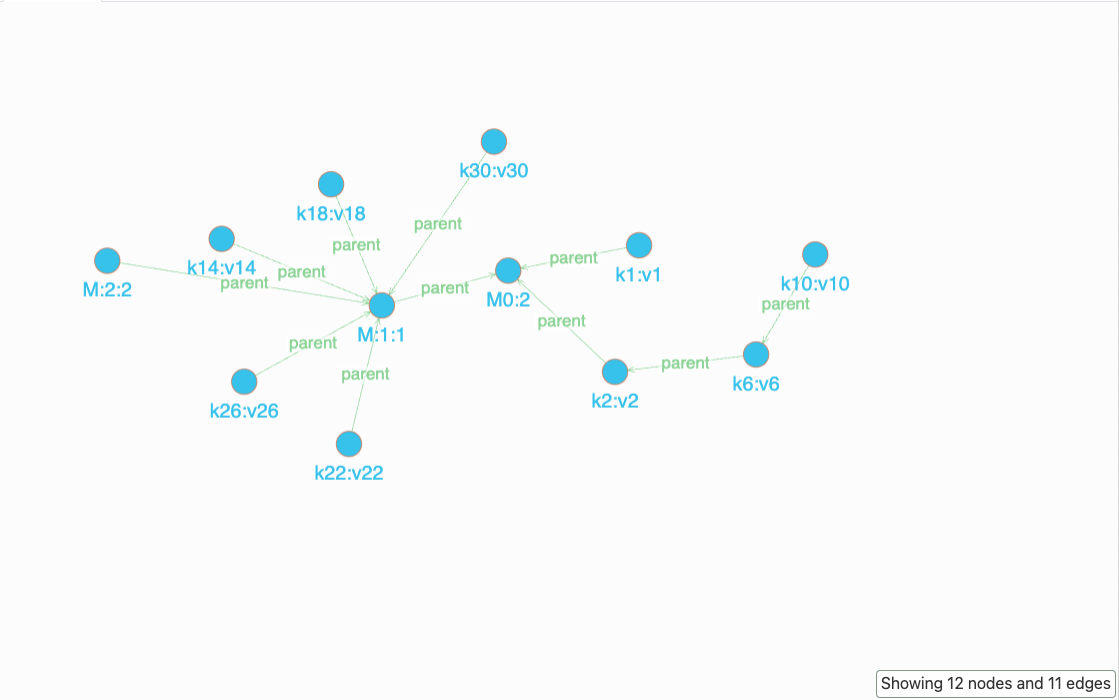 k30:v30
k18:v18
parent
parent
k14:v14
parent
parent
M:2:2
parent
k1:v1
k10:v10
parent
M0:2
parent
parent
M:1:1
parent
parent
k6:v6
parent
k2:v2
k26:v26
k22:v22
Showing 12 nodes and 11 edges